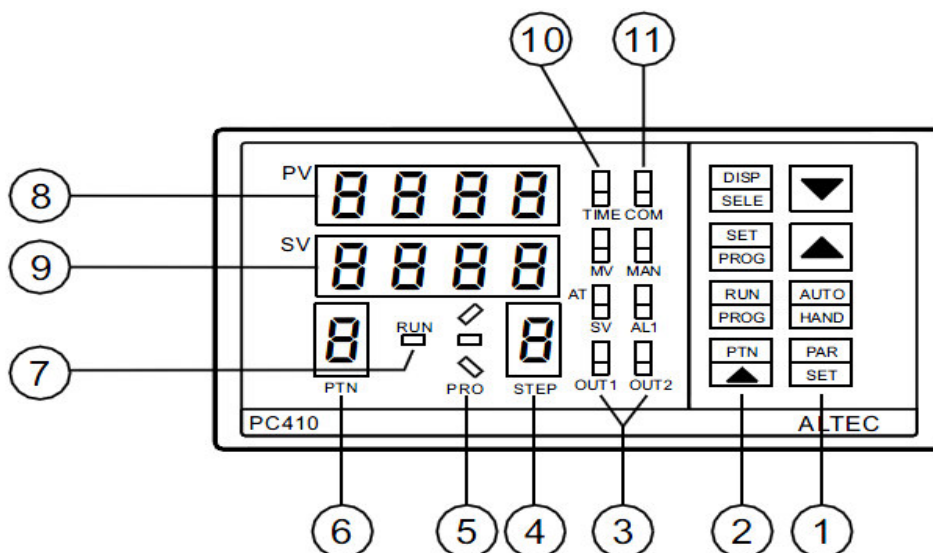 10 11
8 PV 8888 TIME COM DISP SELE
9 SV 8888 MV MAN SET PROG
AT SV AL1 RUN PROG AUTO HAND
7 8 PTN RUN PRO 8 STEP OUT1 OUT2 PTN PAR SET
PC410 ALTEC
6 5 4 3 2 1